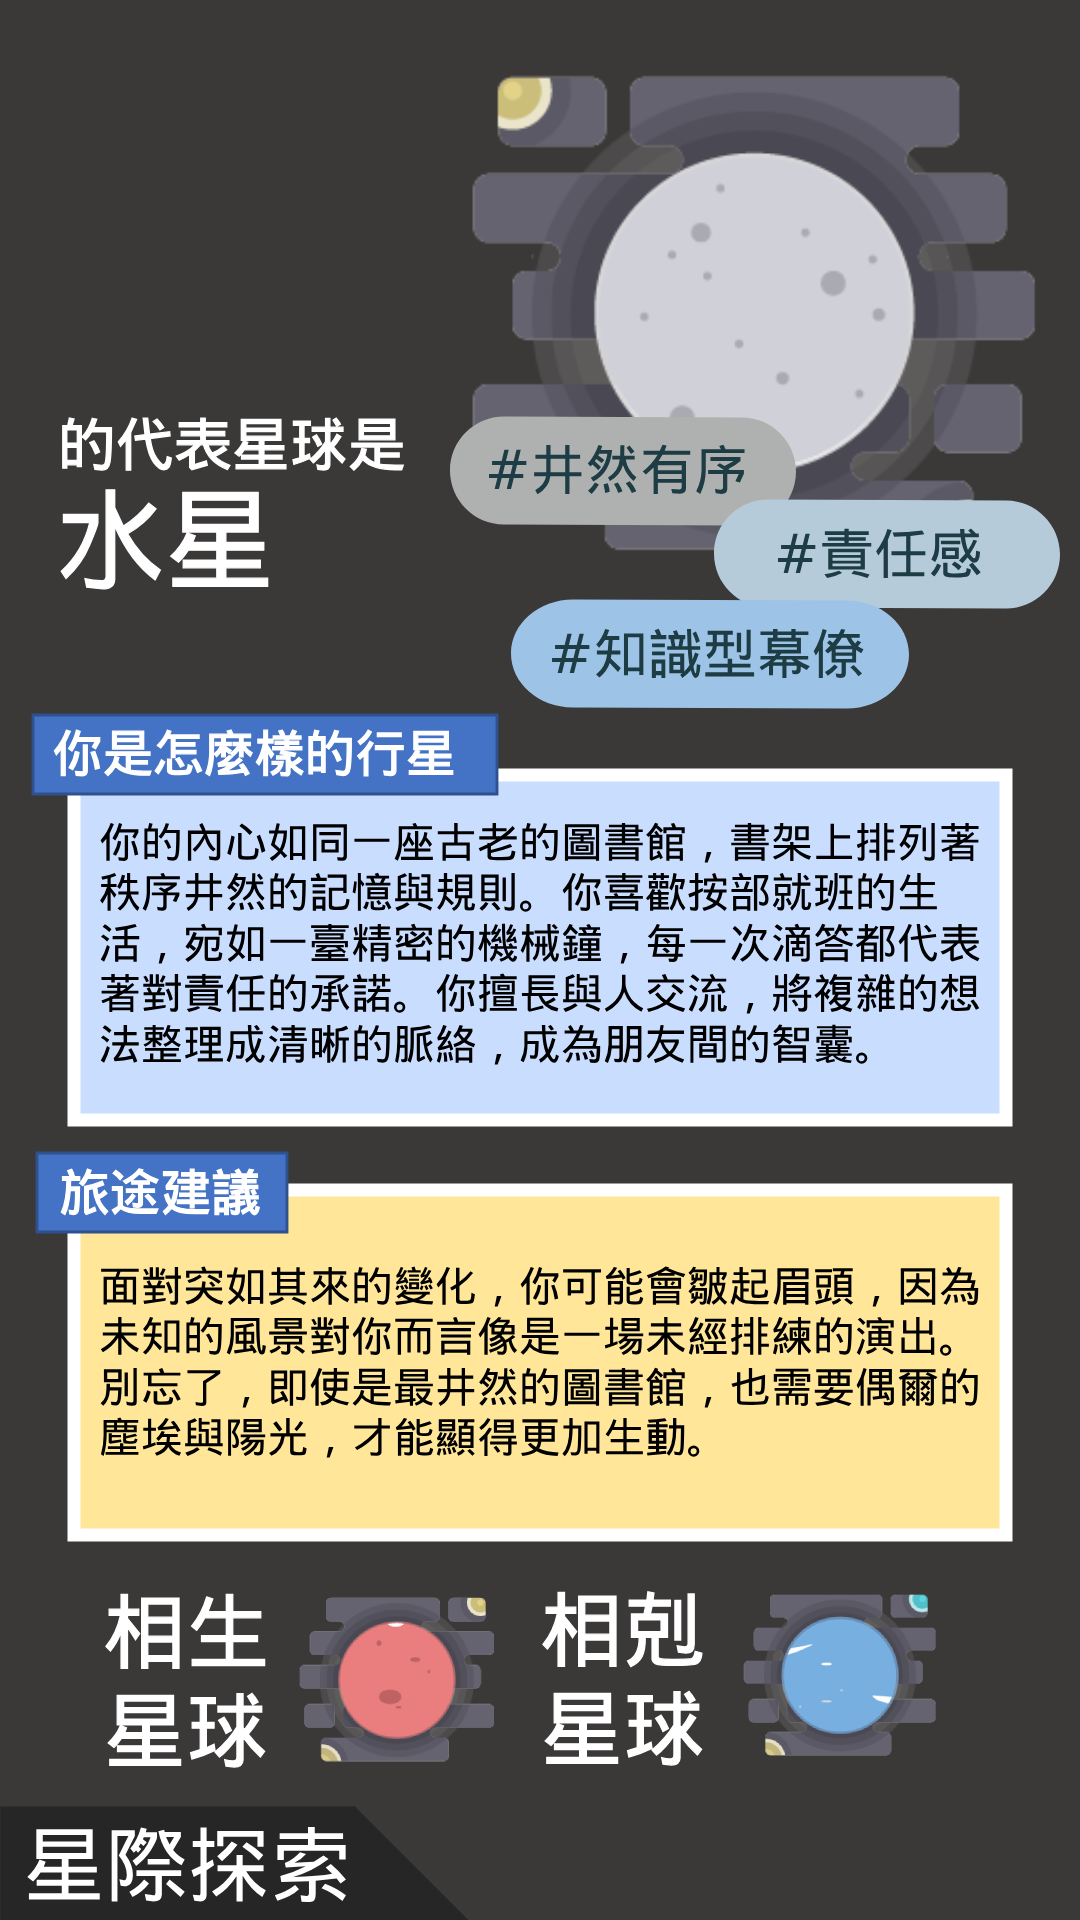 的代表星球是
水星
#井然有序
#責任感
#知識型幕僚
你是怎麼樣的行星
你的內心如同一座古老的圖書館，書架上排列著
秩序井然的記憶與規則。你喜歡按部就班的生
活，宛如一臺精密的機械鐘，每一次滴答都代表
著對責任的承諾。你擅長與人交流，將複雜的想
法整理成清晰的脈絡，成為朋友間的智囊。
旅途建議
面對突如其來的變化，你可能會皺起眉頭，因為
未知的風景對你而言像是一場未經排練的演出。
別忘了，即使是最井然的圖書館，也需要偶爾的
塵埃與陽光，才能顯得更加生動。
相生
星球
相剋
星球
星際探索